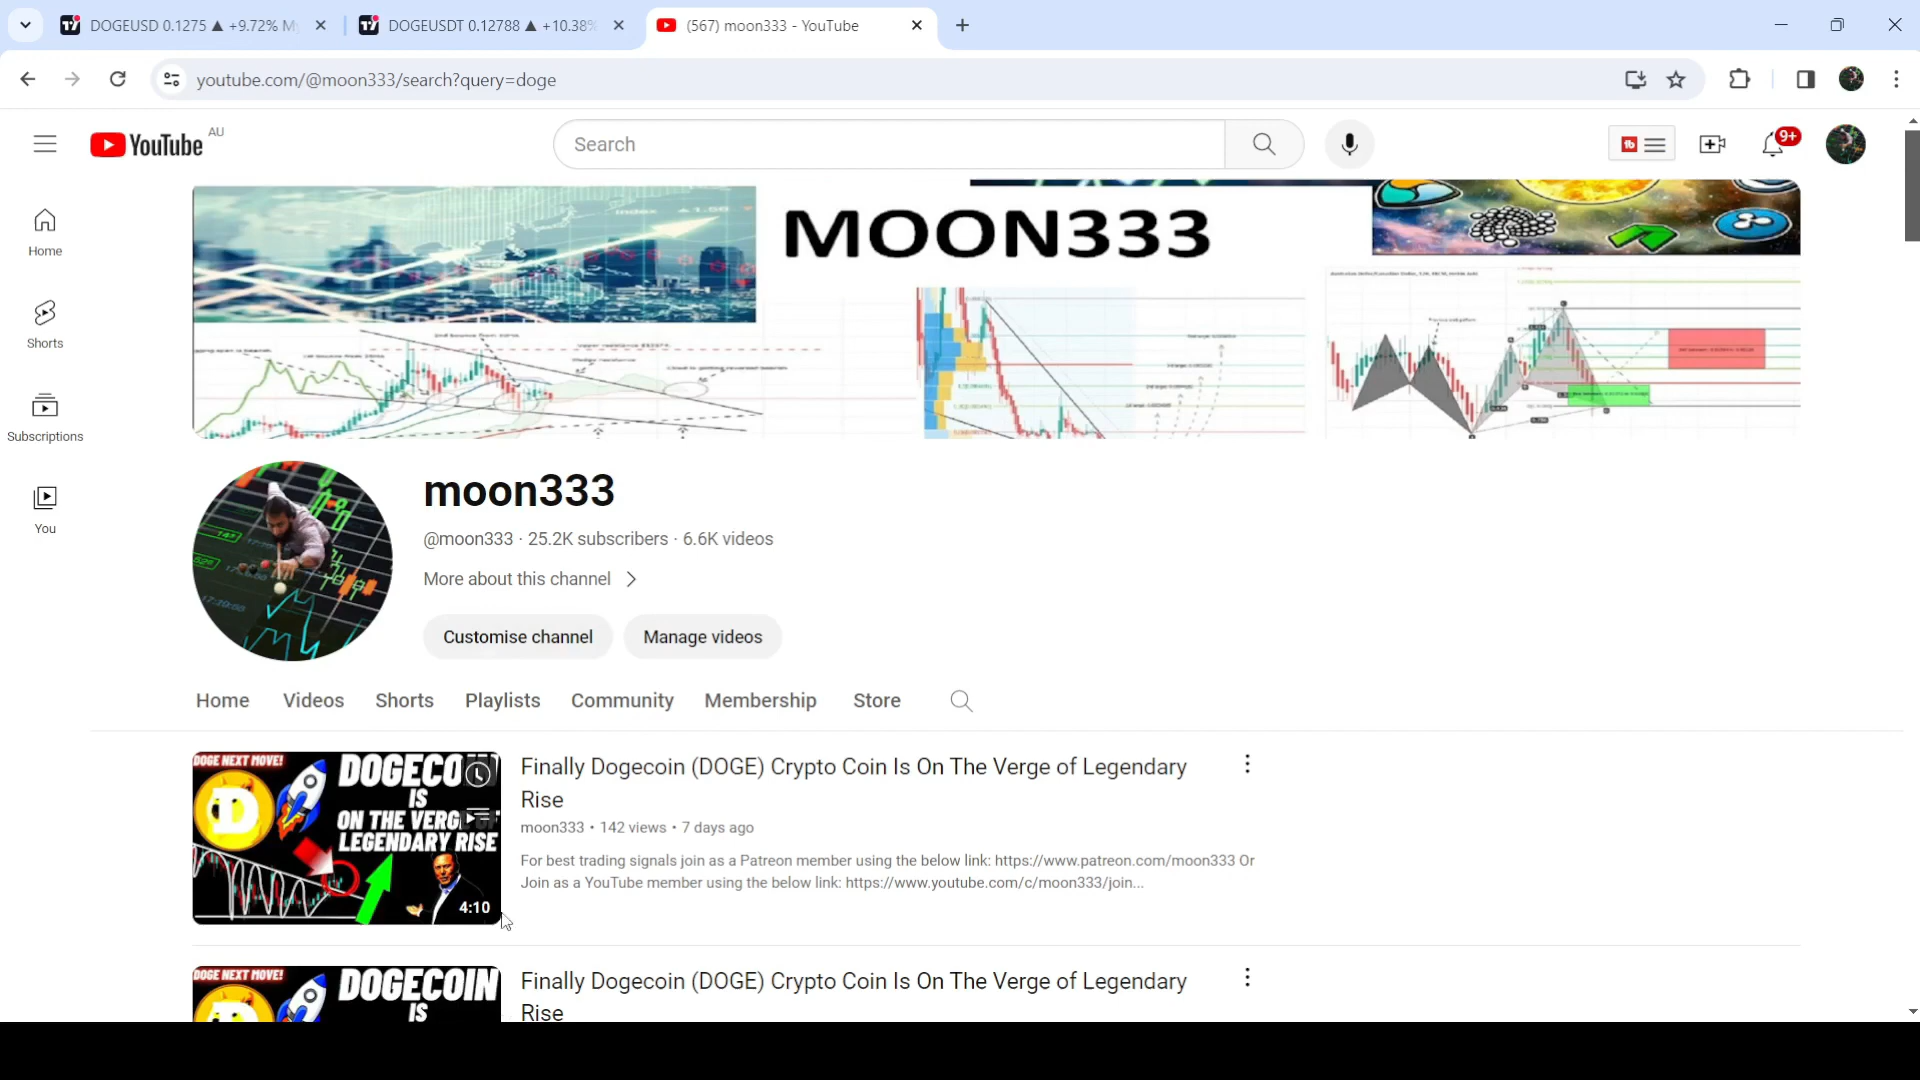 DOGEUSD 0.1275 ▲ +9.72%
DOGEUSDT 0.12788 ▲ +10.38%
(567) moon333 - YouTube
youtube.com/@moon333/search?query=doge
YouTube AU
Search
9+
Home
Shorts
Subscriptions
You
MOON333
moon333
@moon333 · 25.2K subscribers · 6.6K videos
More about this channel
Customise channel
Manage videos
Home Videos Shorts Playlists Community Membership Store
DOGE NEXT MOVE!
DOGECO
IS
ON THE VERGE OF
LEGENDARY RISE
4:10
Finally Dogecoin (DOGE) Crypto Coin Is On The Verge of Legendary
Rise
moon333 • 142 views • 7 days ago
For best trading signals join as a Patreon member using the below link: https://www.patreon.com/moon333 Or
Join as a YouTube member using the below link: https://www.youtube.com/c/moon333/join...
DOGE NEXT MOVE!
DOGECOIN
IS
Finally Dogecoin (DOGE) Crypto Coin Is On The Verge of Legendary
Rise